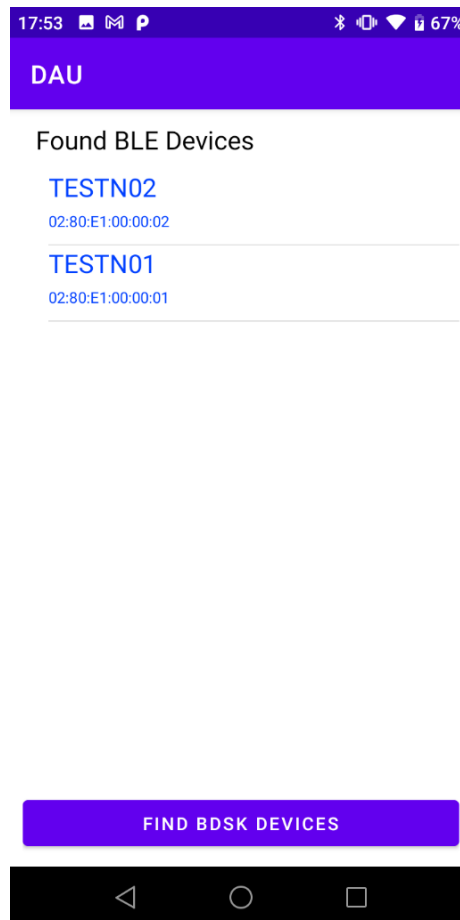 17:53 67%
DAU
Found BLE Devices
TESTN02
02:80:E1:00:00:02
TESTN01
02:80:E1:00:00:01
FIND BDSK DEVICES